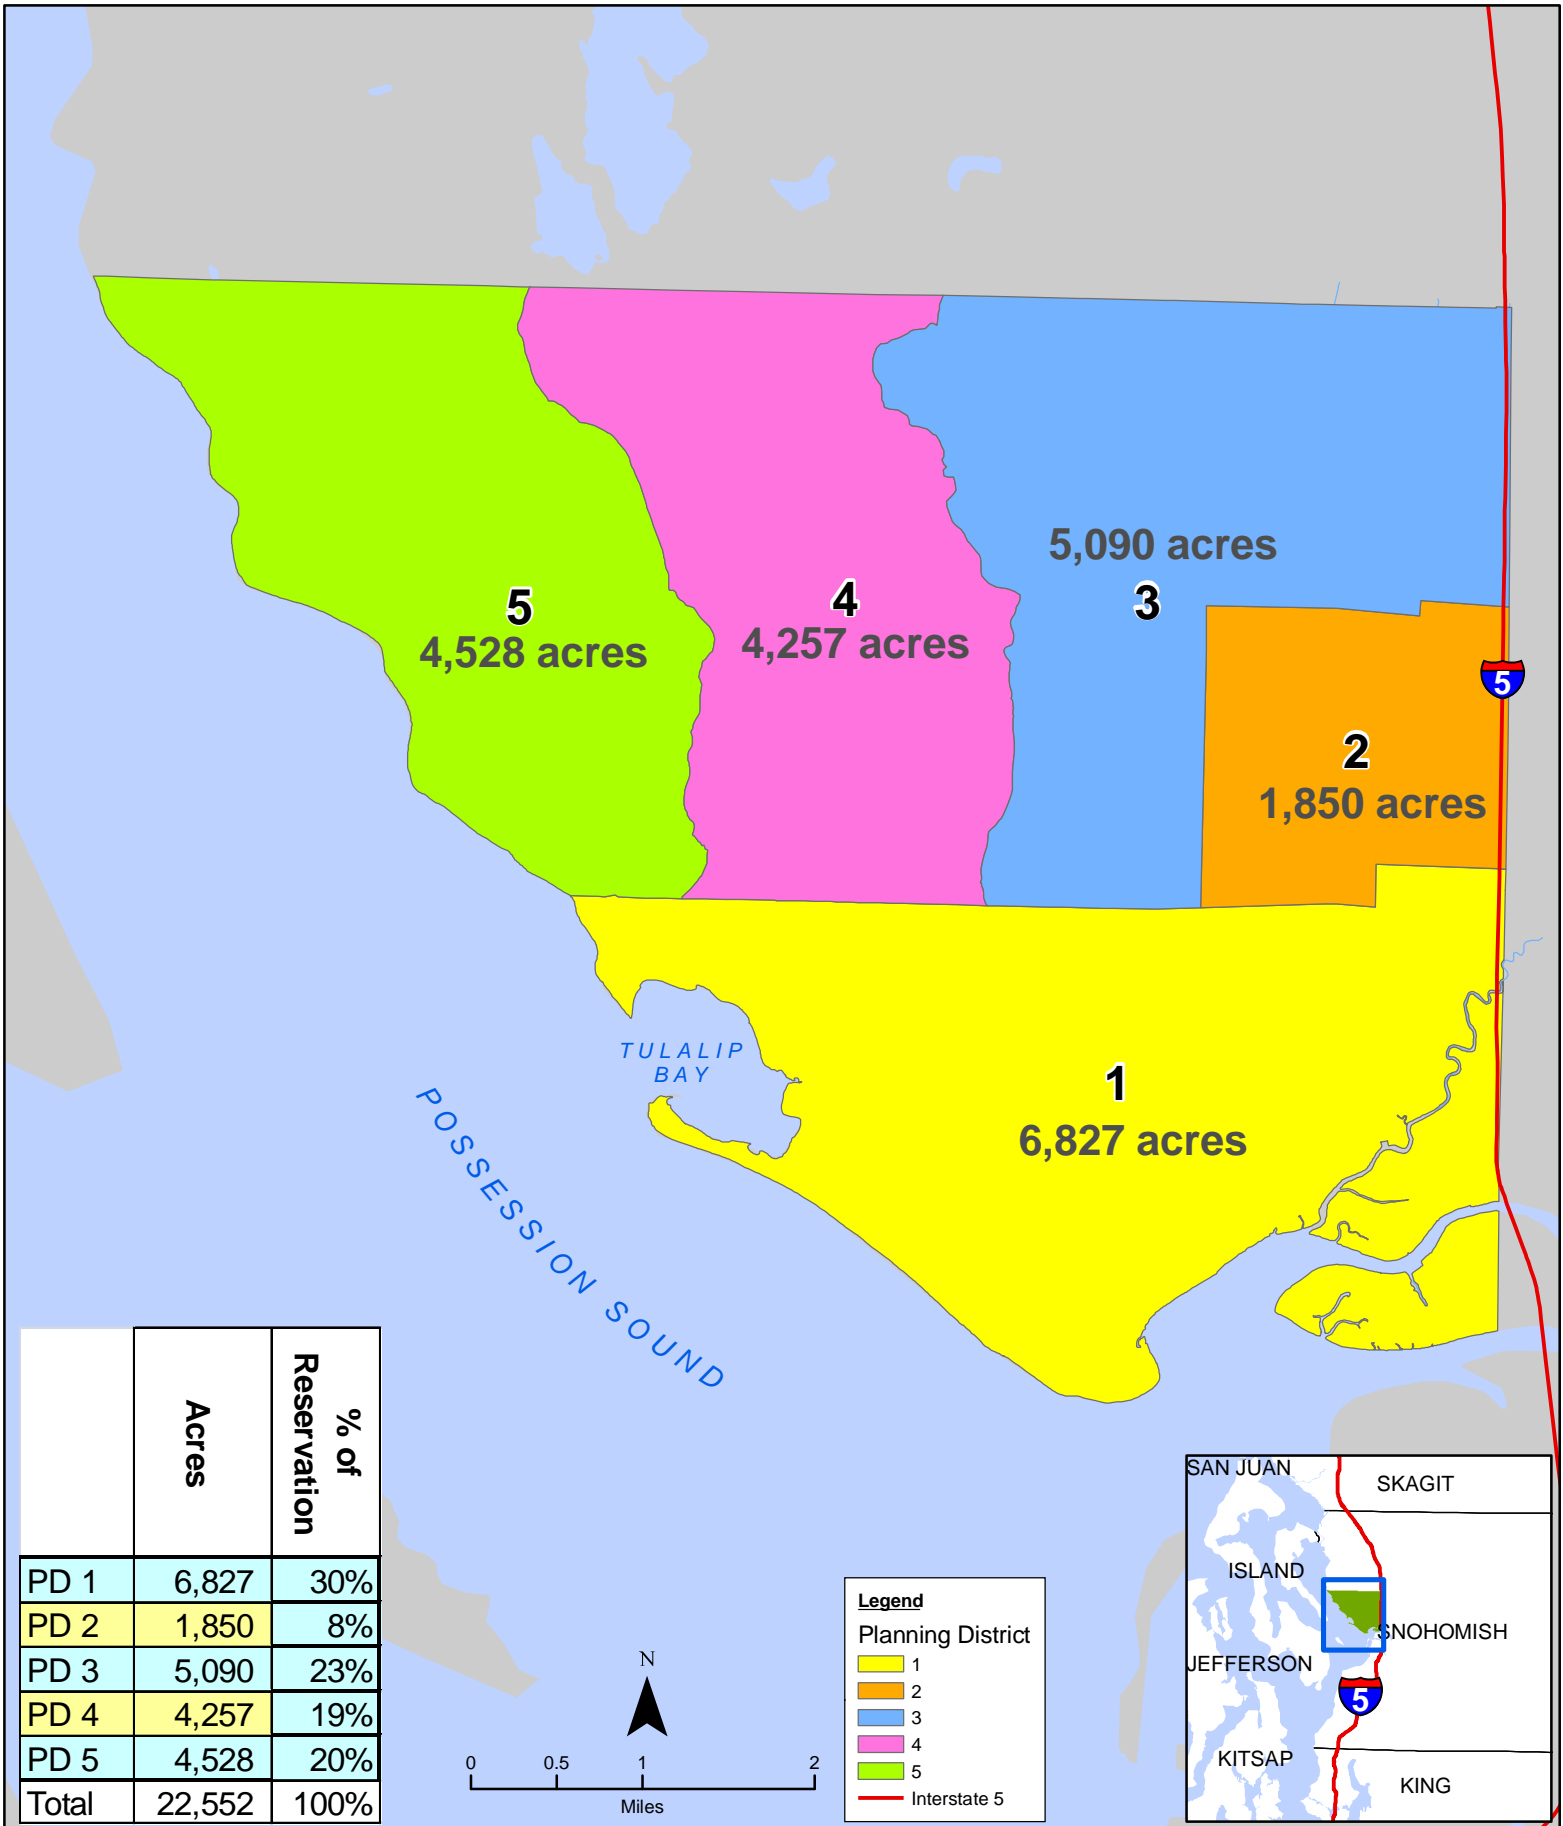 5,090 acres
3
5
4,528 acres
4
4,257 acres
5
2
1,850 acres
TULALIP
BAY
1
6,827 acres
POSSESSION SOUND
Acres % of Reservation
PD 1 6,827 30%
PD 2 1,850 8%
PD 3 5,090 23%
PD 4 4,257 19%
PD 5 4,528 20%
Total 22,552 100%
N
0 0.5 1 2
Miles
Legend
Planning District
1
2
3
4
5
Interstate 5
SAN JUAN
SKAGIT
ISLAND
SNOHOMISH
JEFFERSON
5
KITSAP
KING